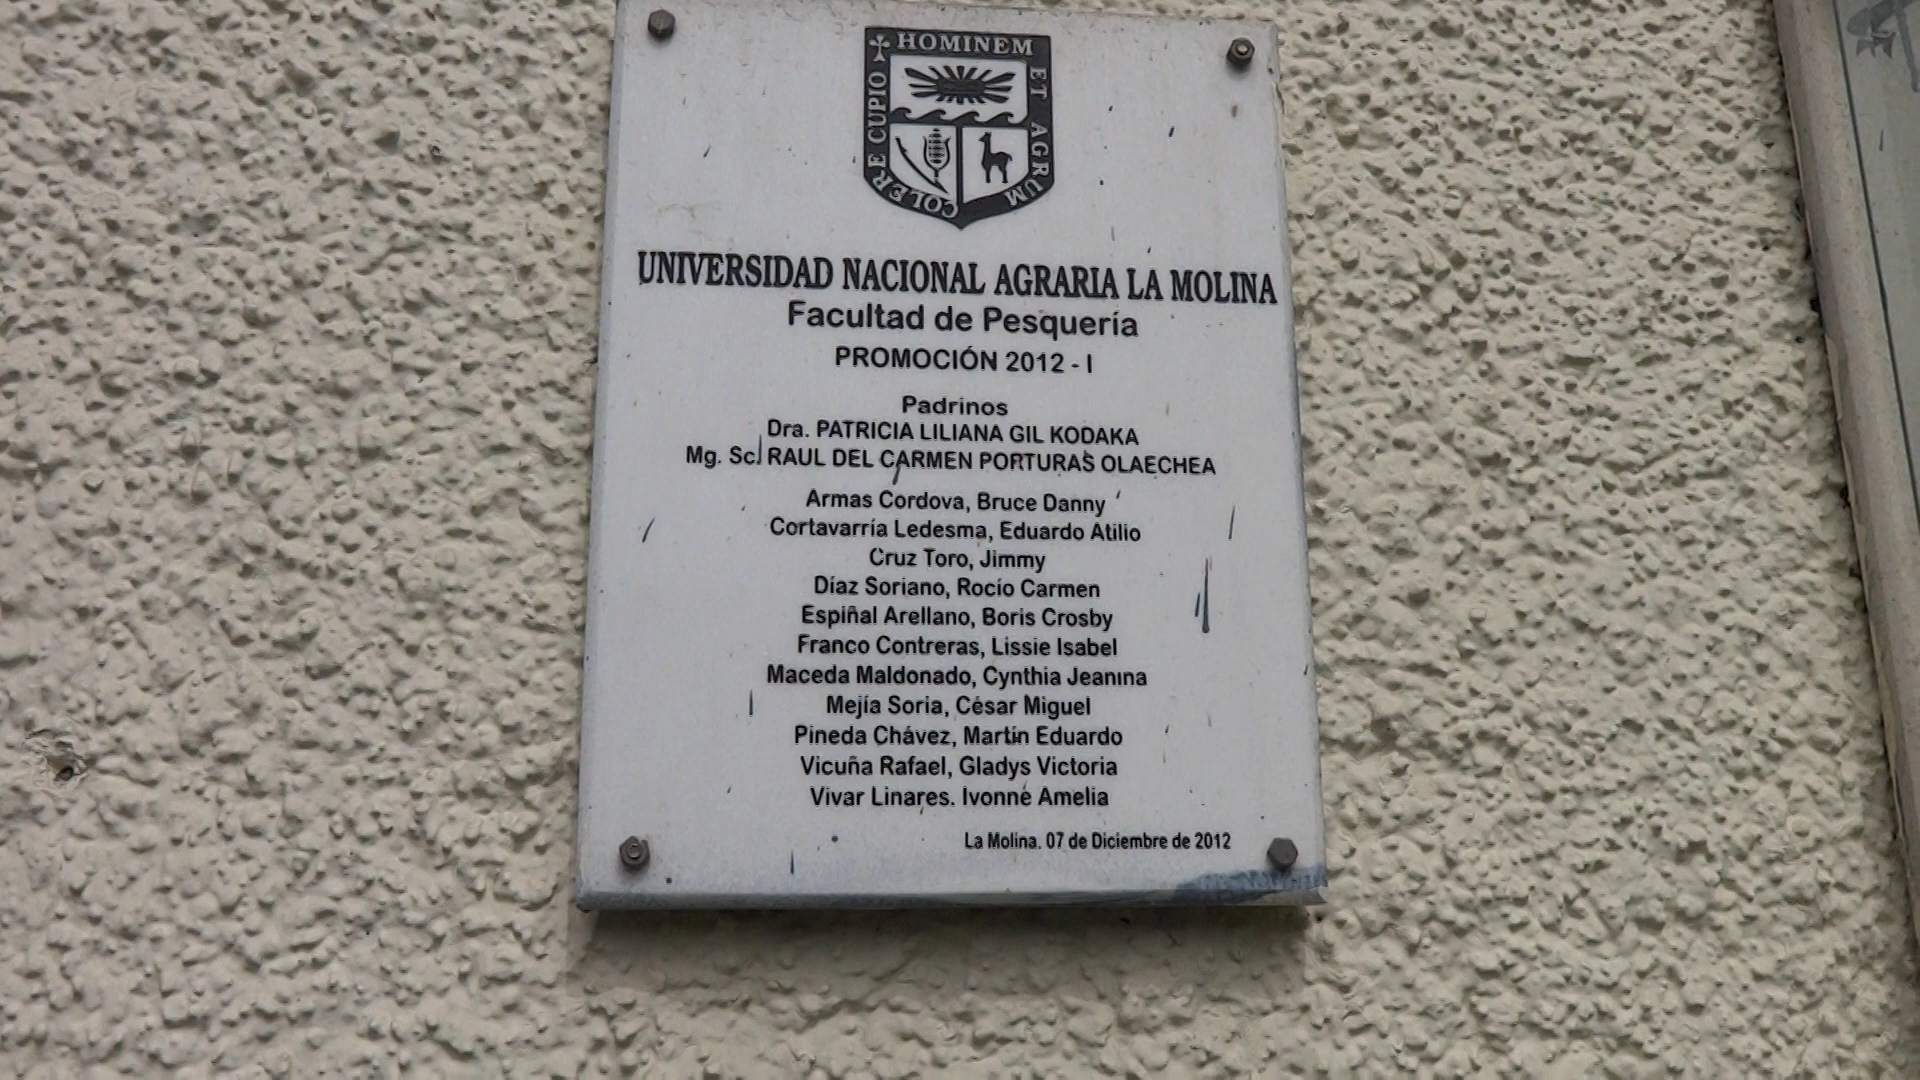 COLERE CUPIO HOMINEM ET AGRUM
UNIVERSIDAD NACIONAL AGRARIA LA MOLINA
Facultad de Pesquería
PROMOCIÓN 2012 - I
Padrinos
Dra. PATRICIA LILIANA GIL KODAKA
Mg. Sc. RAUL DEL CARMEN PORTURAS OLAECHEA
Armas Cordova, Bruce Danny
Cortavarría Ledesma, Eduardo Atilio
Cruz Toro, Jimmy
Díaz Soriano, Rocío Carmen
Espiñal Arellano, Boris Crosby
Franco Contreras, Lissie Isabel
Maceda Maldonado, Cynthia Jeanina
Mejía Soria, César Miguel
Pineda Chávez, Martín Eduardo
Vicuña Rafael, Gladys Victoria
Vivar Linares, Ivonne Amelia
La Molina, 07 de Diciembre de 2012